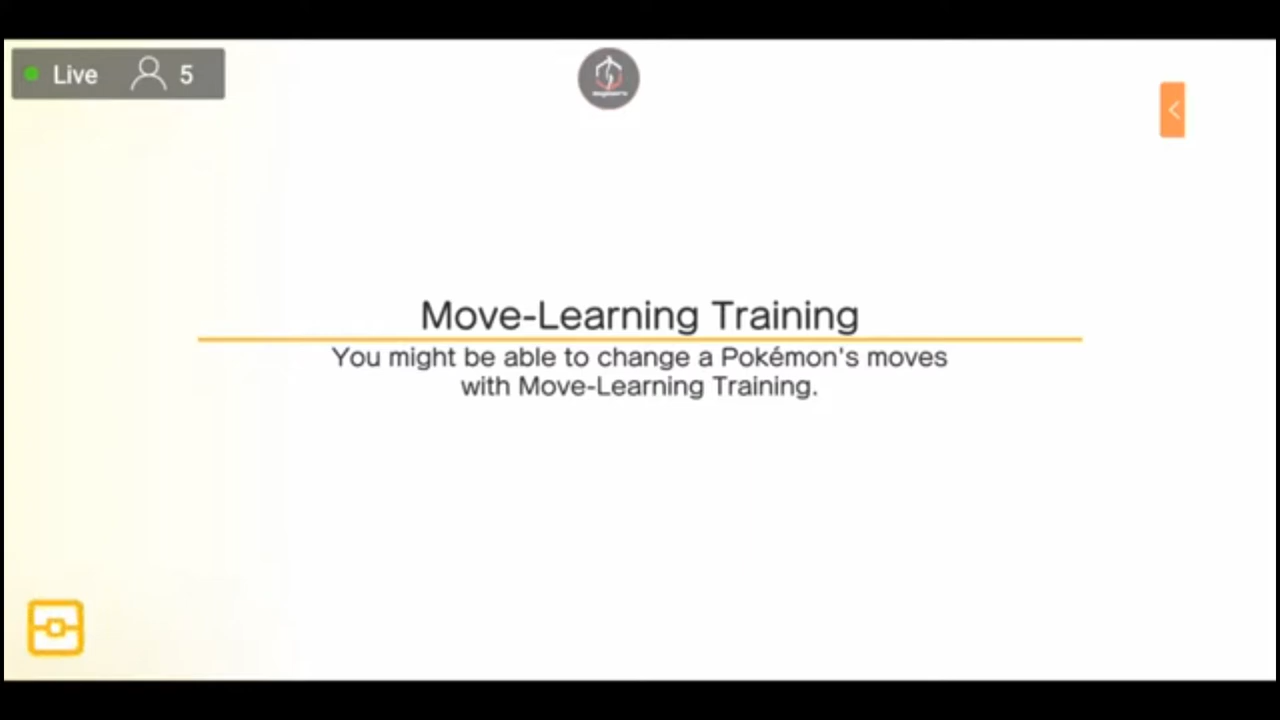 Live 5
Move-Learning Training
You might be able to change a Pokémon's moves
with Move-Learning Training.